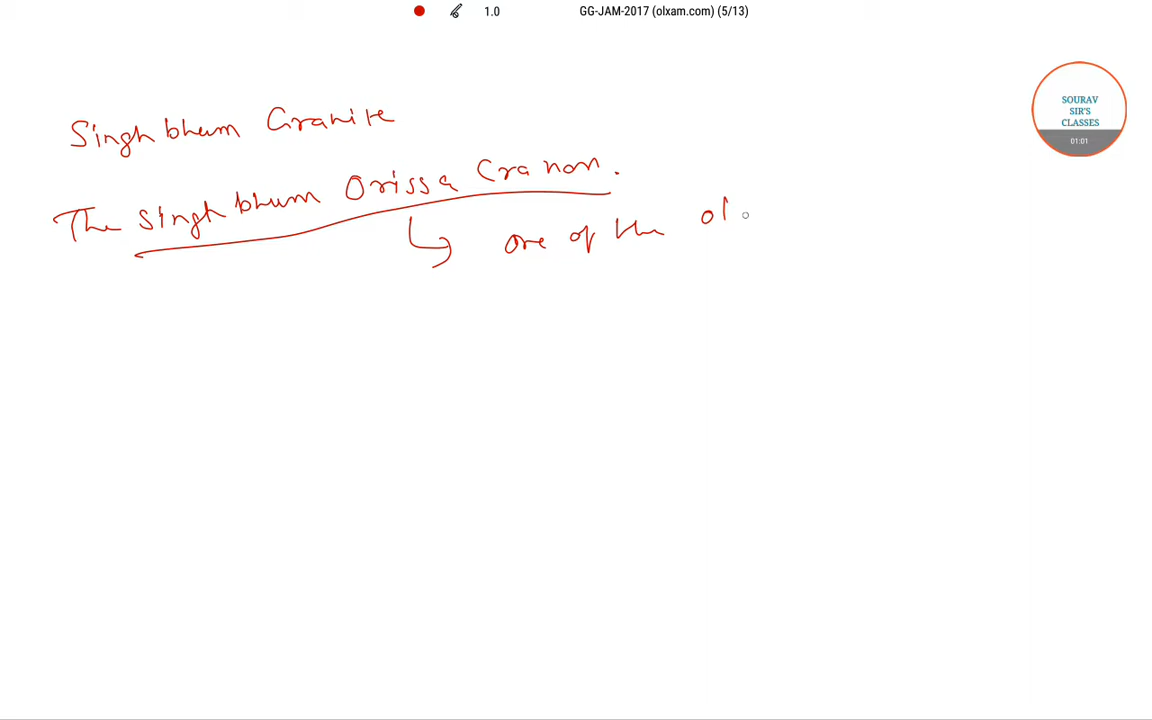 1.0 GG-JAM-2017 (olxam.com) (5/13)
SOURAV
SIR'S
CLASSES
01:01
Singhbhum Granite
The Singhbhum Orissa Cranon.
one of the ol